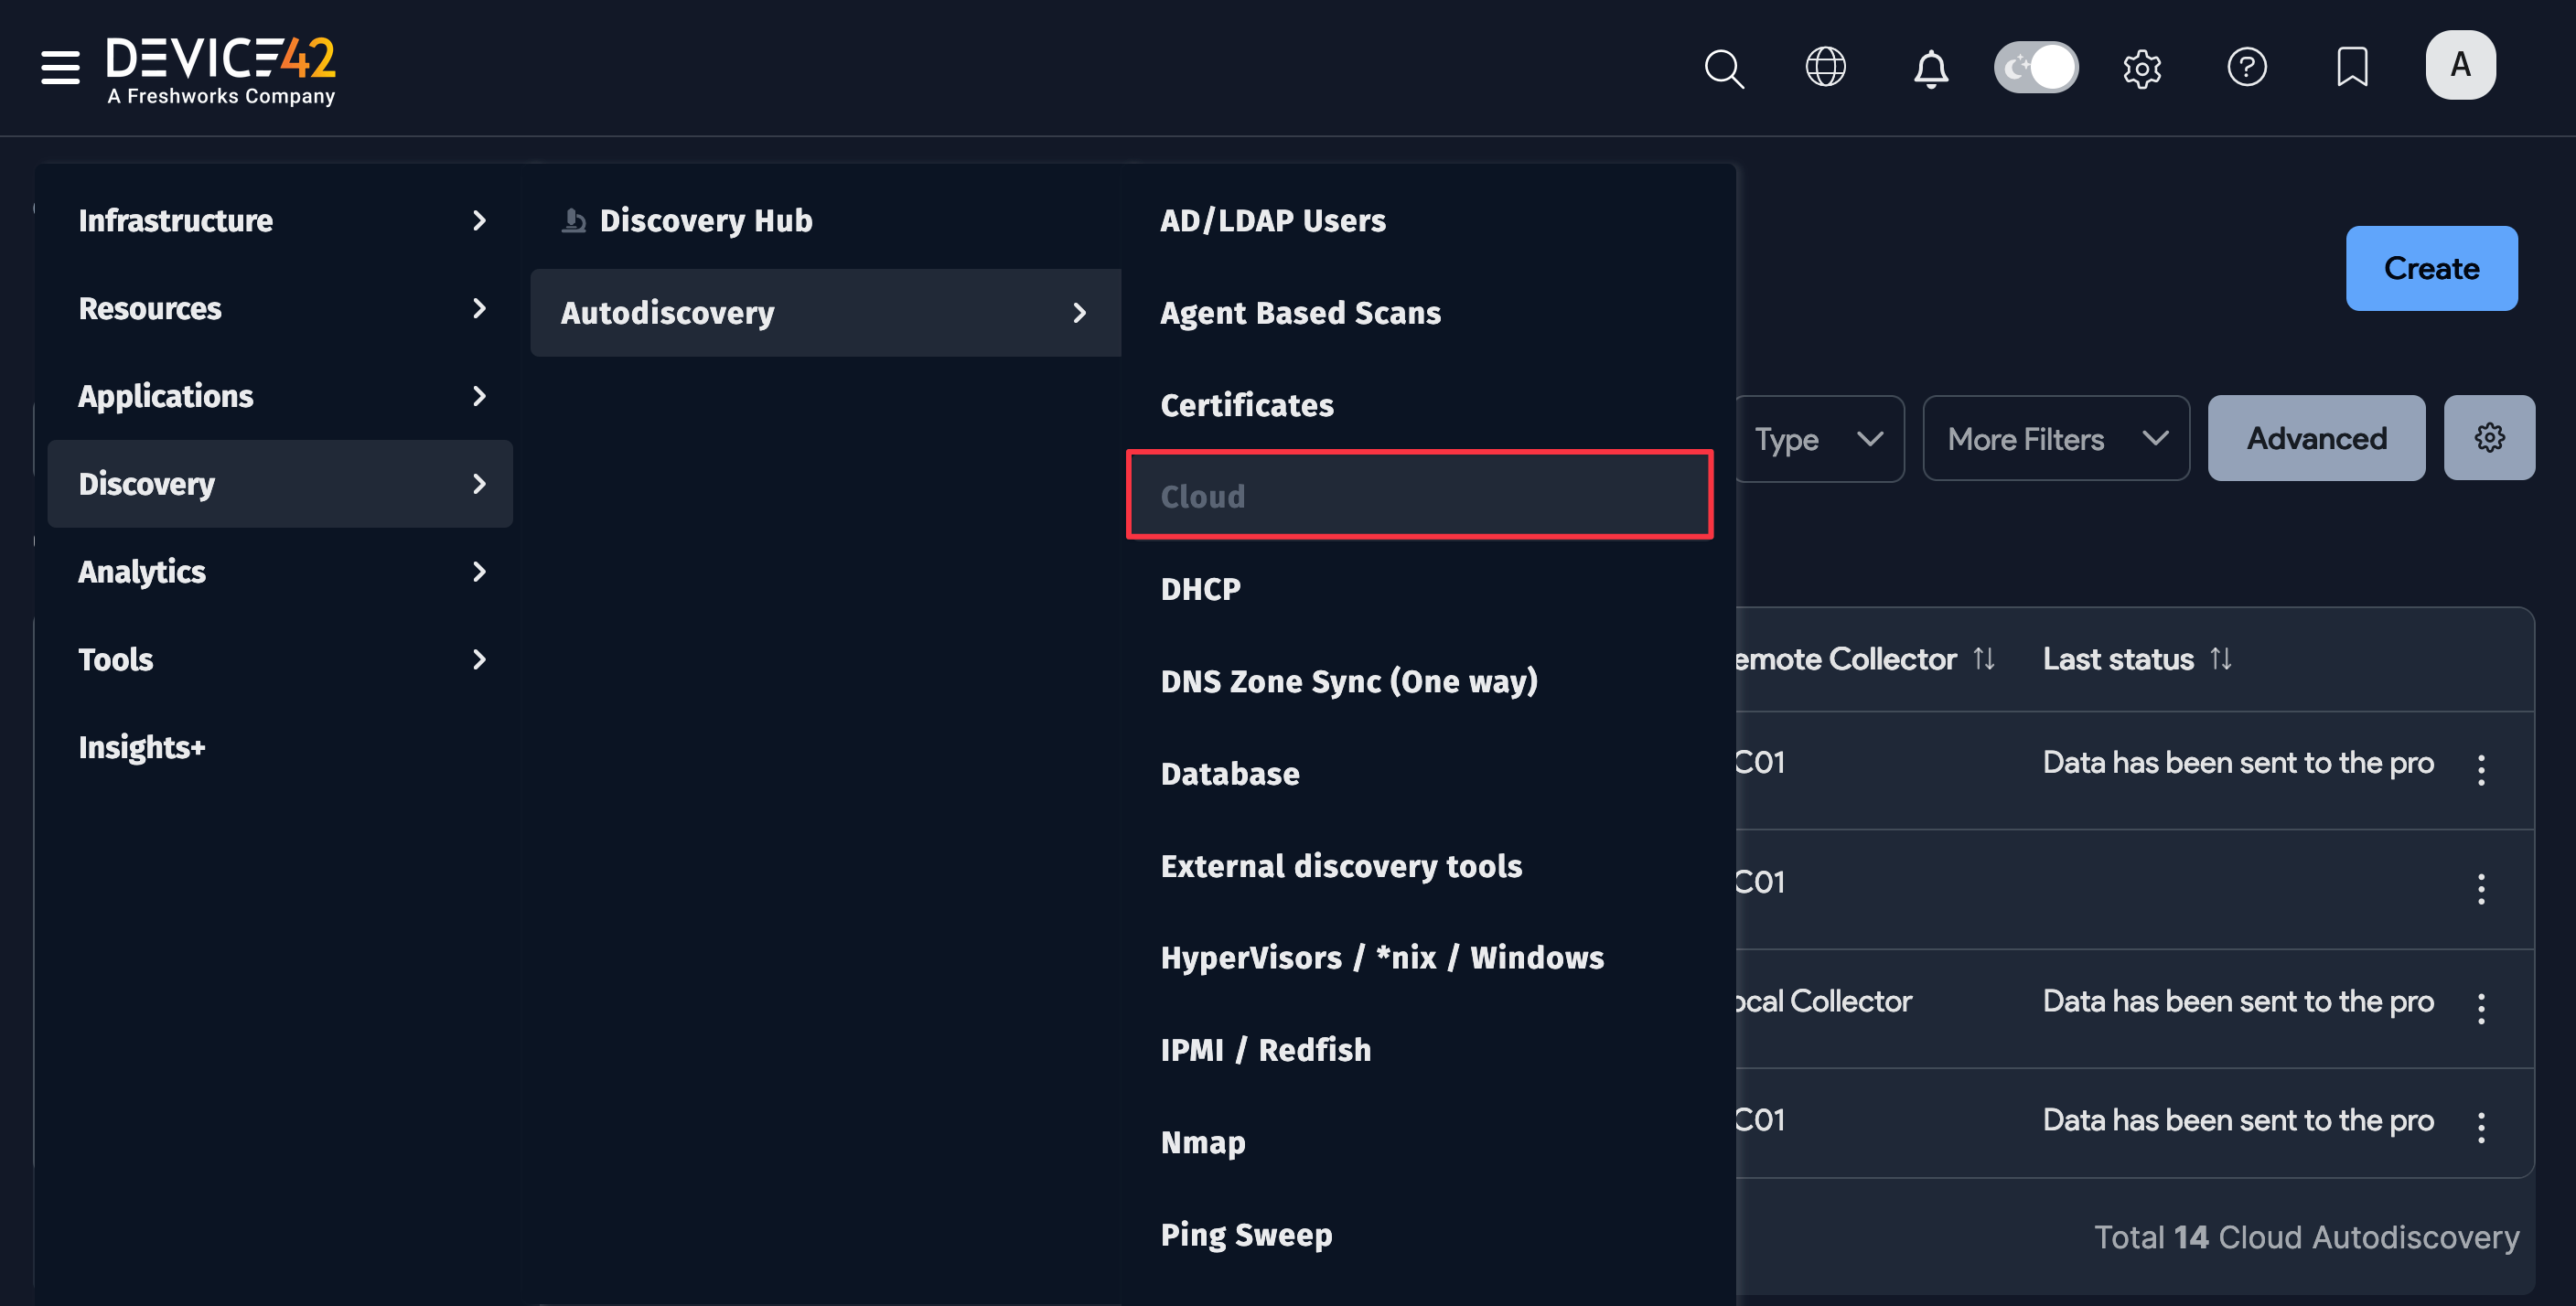 DEVICE42
A Freshworks Company
A
Infrastructure
Resources
Applications
Discovery
Analytics
Tools
Insights+
Discovery Hub
Autodiscovery
AD/LDAP Users
Agent Based Scans
Certificates
Cloud
DHCP
DNS Zone Sync (One way)
Database
External discovery tools
HyperVisors / *nix / Windows
IPMI / Redfish
Nmap
Ping Sweep
Create
Type
More Filters
Advanced
emote Collector
Last status
C01
Data has been sent to the pro
C01
ocal Collector
Data has been sent to the pro
C01
Data has been sent to the pro
Total 14 Cloud Autodiscovery